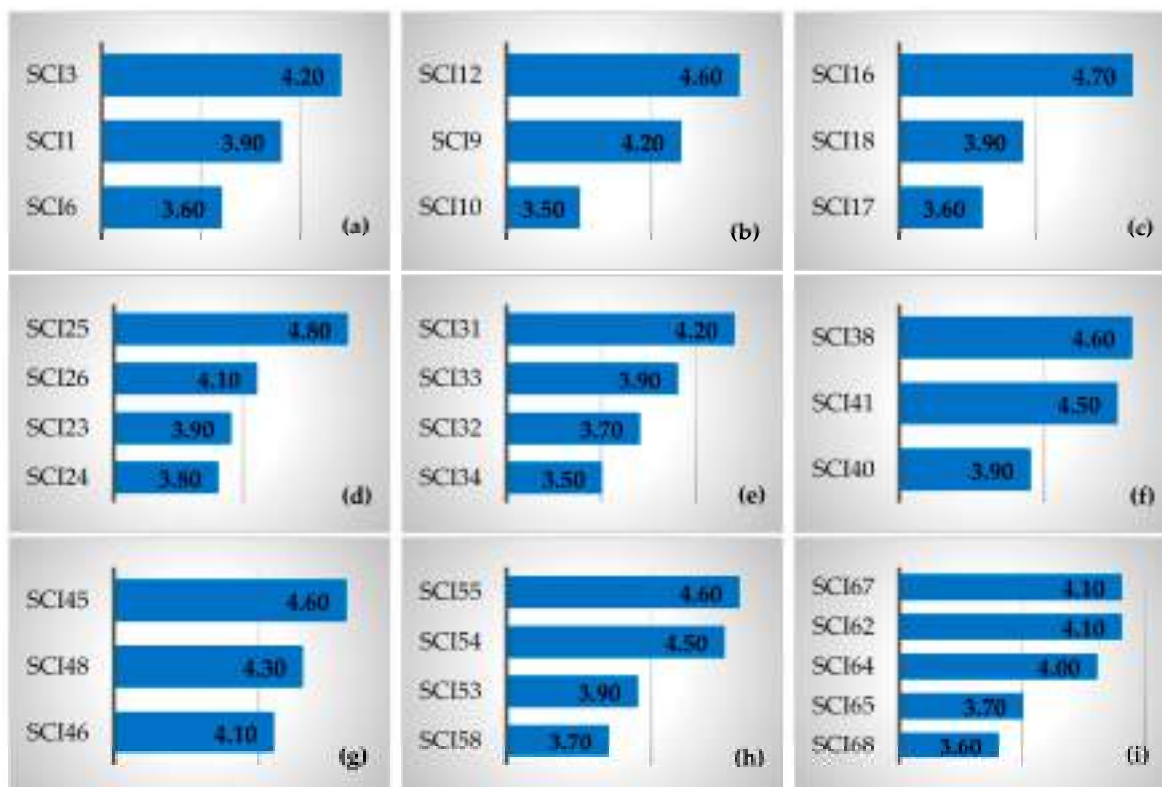 SCI3 4.20
SCI1 3.90
SCI6 3.60
(a)
SCI12 4.60
SCI9 4.20
SCI10 3.50
(b)
SCI16 4.70
SCI18 3.90
SCI17 3.60
(c)
SCI25 4.80
SCI26 4.10
SCI23 3.90
SCI24 3.80
(d)
SCI31 4.20
SCI33 3.90
SCI32 3.70
SCI34 3.50
(e)
SCI38 4.60
SCI41 4.50
SCI40 3.90
(f)
SCI45 4.60
SCI48 4.30
SCI46 4.10
(g)
SCI55 4.60
SCI54 4.50
SCI53 3.90
SCI58 3.70
(h)
SCI67 4.10
SCI62 4.10
SCI64 4.00
SCI65 3.70
SCI68 3.60
(i)